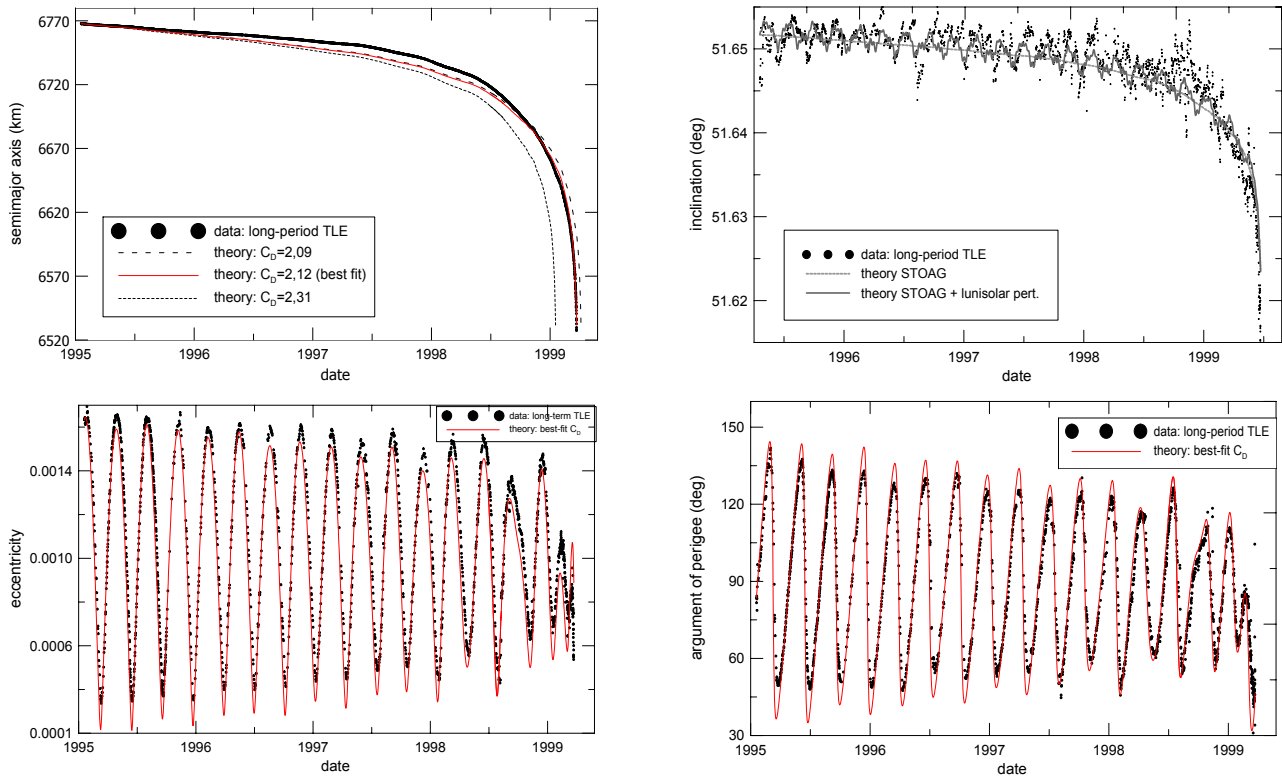 6770
6720
6670
6620
6570
6520
semimajor axis (km)
data: long-period TLE
theory: C_D=2,09
theory: C_D=2,12 (best fit)
theory: C_D=2,31
1995 1996 1997 1998 1999
date
51.65
51.64
51.63
51.62
inclination (deg)
data: long-period TLE
theory STOAG
theory STOAG + lunisolar pert.
1996 1997 1998 1999
date
0.0014
0.0010
0.0006
0.0001
eccentricity
data: long-term TLE
theory: best-fit C_D
1995 1996 1997 1998 1999
date
150
120
90
60
30
argument of perigee (deg)
data: long-period TLE
theory: best-fit C_D
1995 1996 1997 1998 1999
date